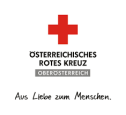 ÖSTERREICHISCHES
ROTES KREUZ
OBERÖSTERREICH
Aus Liebe zum Menschen.